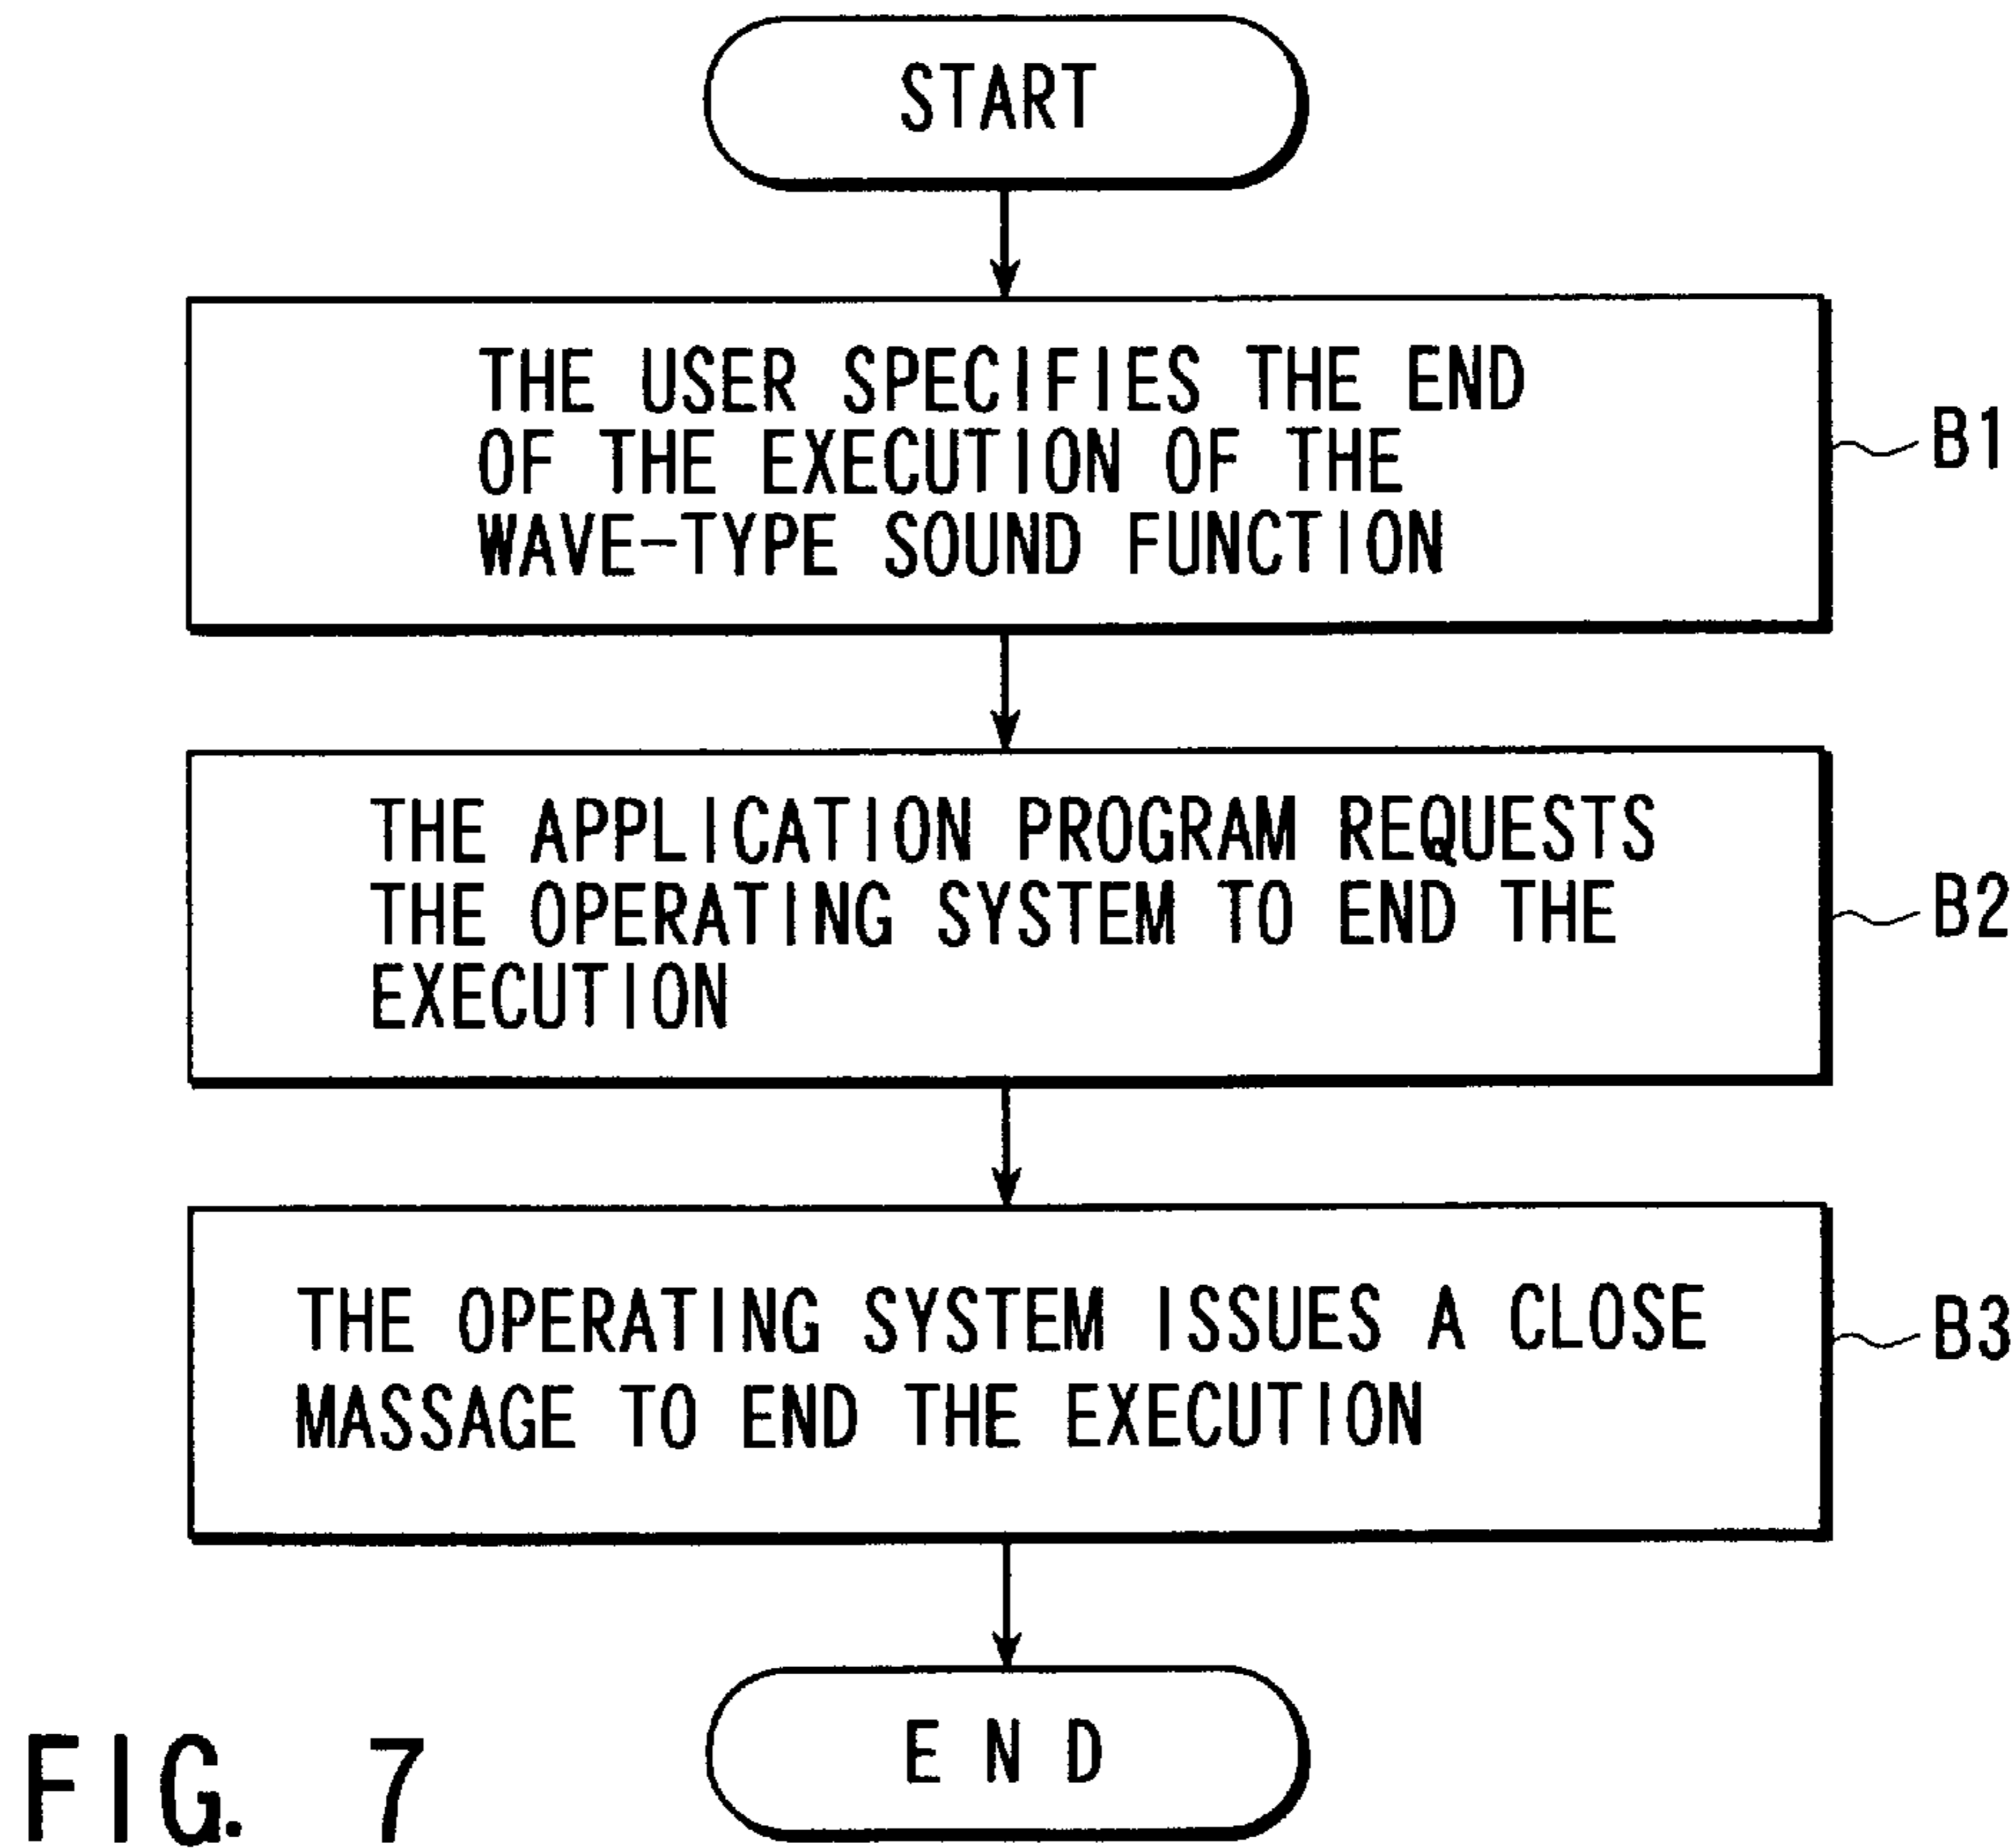 START
THE USER SPECIFIES THE END
OF THE EXECUTION OF THE
WAVE-TYPE SOUND FUNCTION
B1
THE APPLICATION PROGRAM REQUESTS
THE OPERATING SYSTEM TO END THE
EXECUTION
B2
THE OPERATING SYSTEM ISSUES A CLOSE
MASSAGE TO END THE EXECUTION
B3
END
FIG. 7